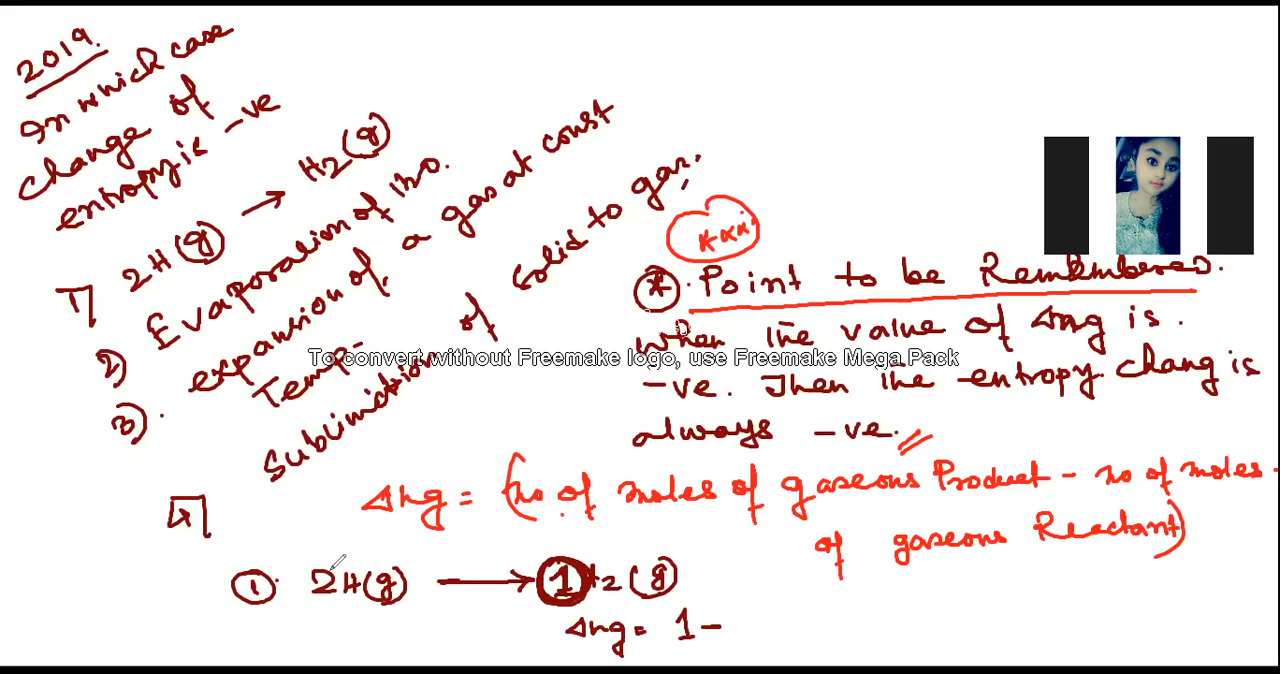 2019.
In which case
change of
entropy is -ve
1) 2H(g) → H2(g)
2) Evaporation of H2O.
3). expansion of a gas at const
Temp-
4) Sublimation of solid to gas.
***
* Point to be Remembered.
when the value of Δng is.
-ve. Then the entropy chang is
always -ve.
Δng = (no of moles of gaseous Product - no of moles -
of gaseous Reactant)
1 2H(g) → 1H2(g)
Δng = 1 -
To convert without Freemake logo, use Freemake Mega Pack